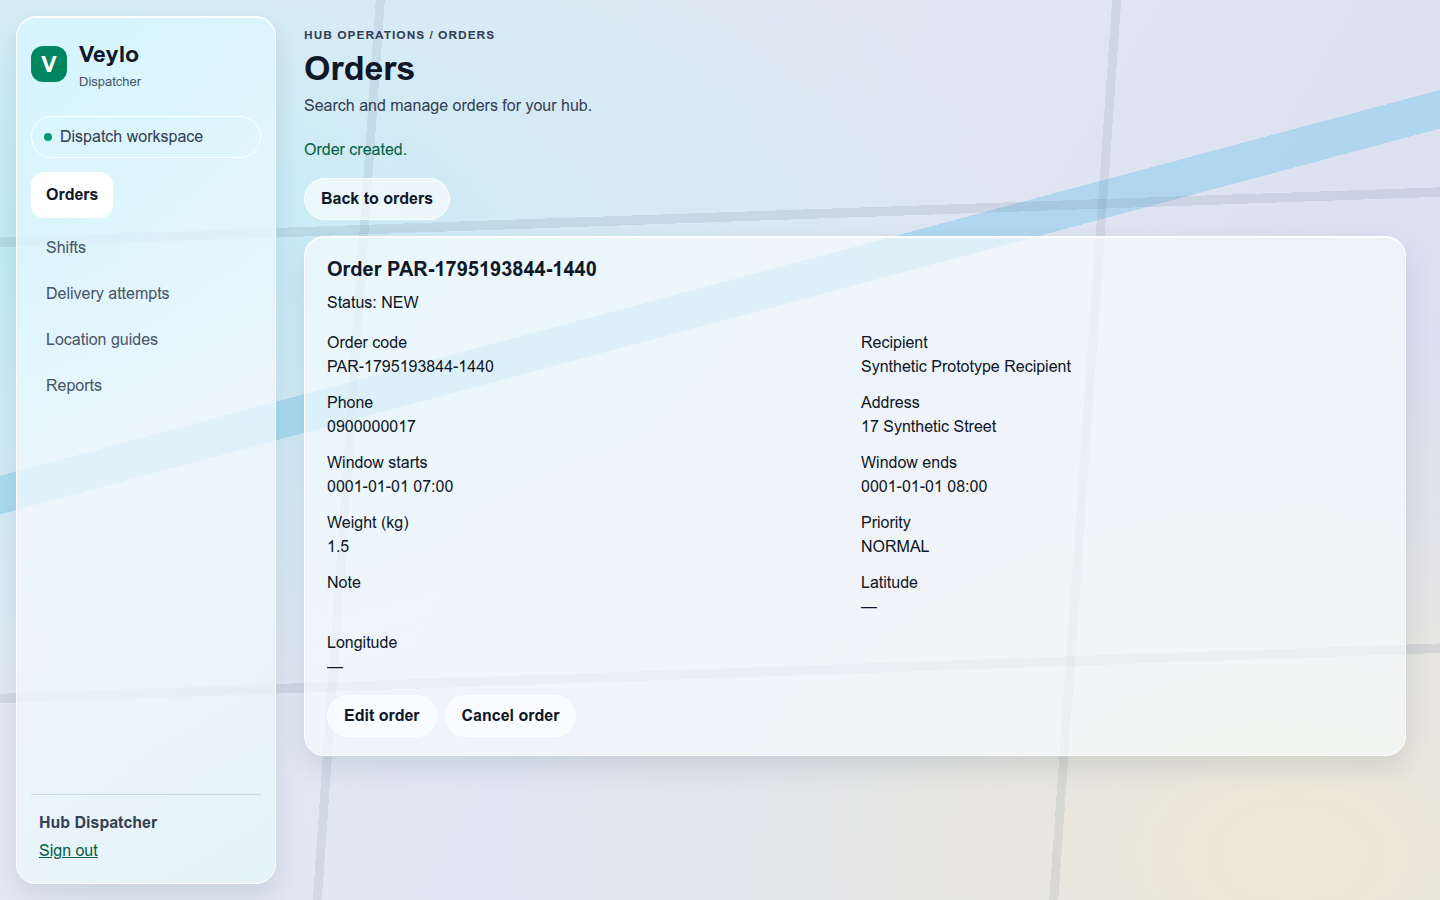 V
Veylo
Dispatcher
Dispatch workspace
Orders
Shifts
Delivery attempts
Location guides
Reports
Hub Dispatcher
Sign out
HUB OPERATIONS / ORDERS
Orders
Search and manage orders for your hub.
Order created.
Back to orders
Order PAR-1795193844-1440
Status: NEW
Order code
PAR-1795193844-1440
Recipient
Synthetic Prototype Recipient
Phone
0900000017
Address
17 Synthetic Street
Window starts
0001-01-01 07:00
Window ends
0001-01-01 08:00
Weight (kg)
1.5
Priority
NORMAL
Note
Latitude
—
Longitude
—
Edit order
Cancel order